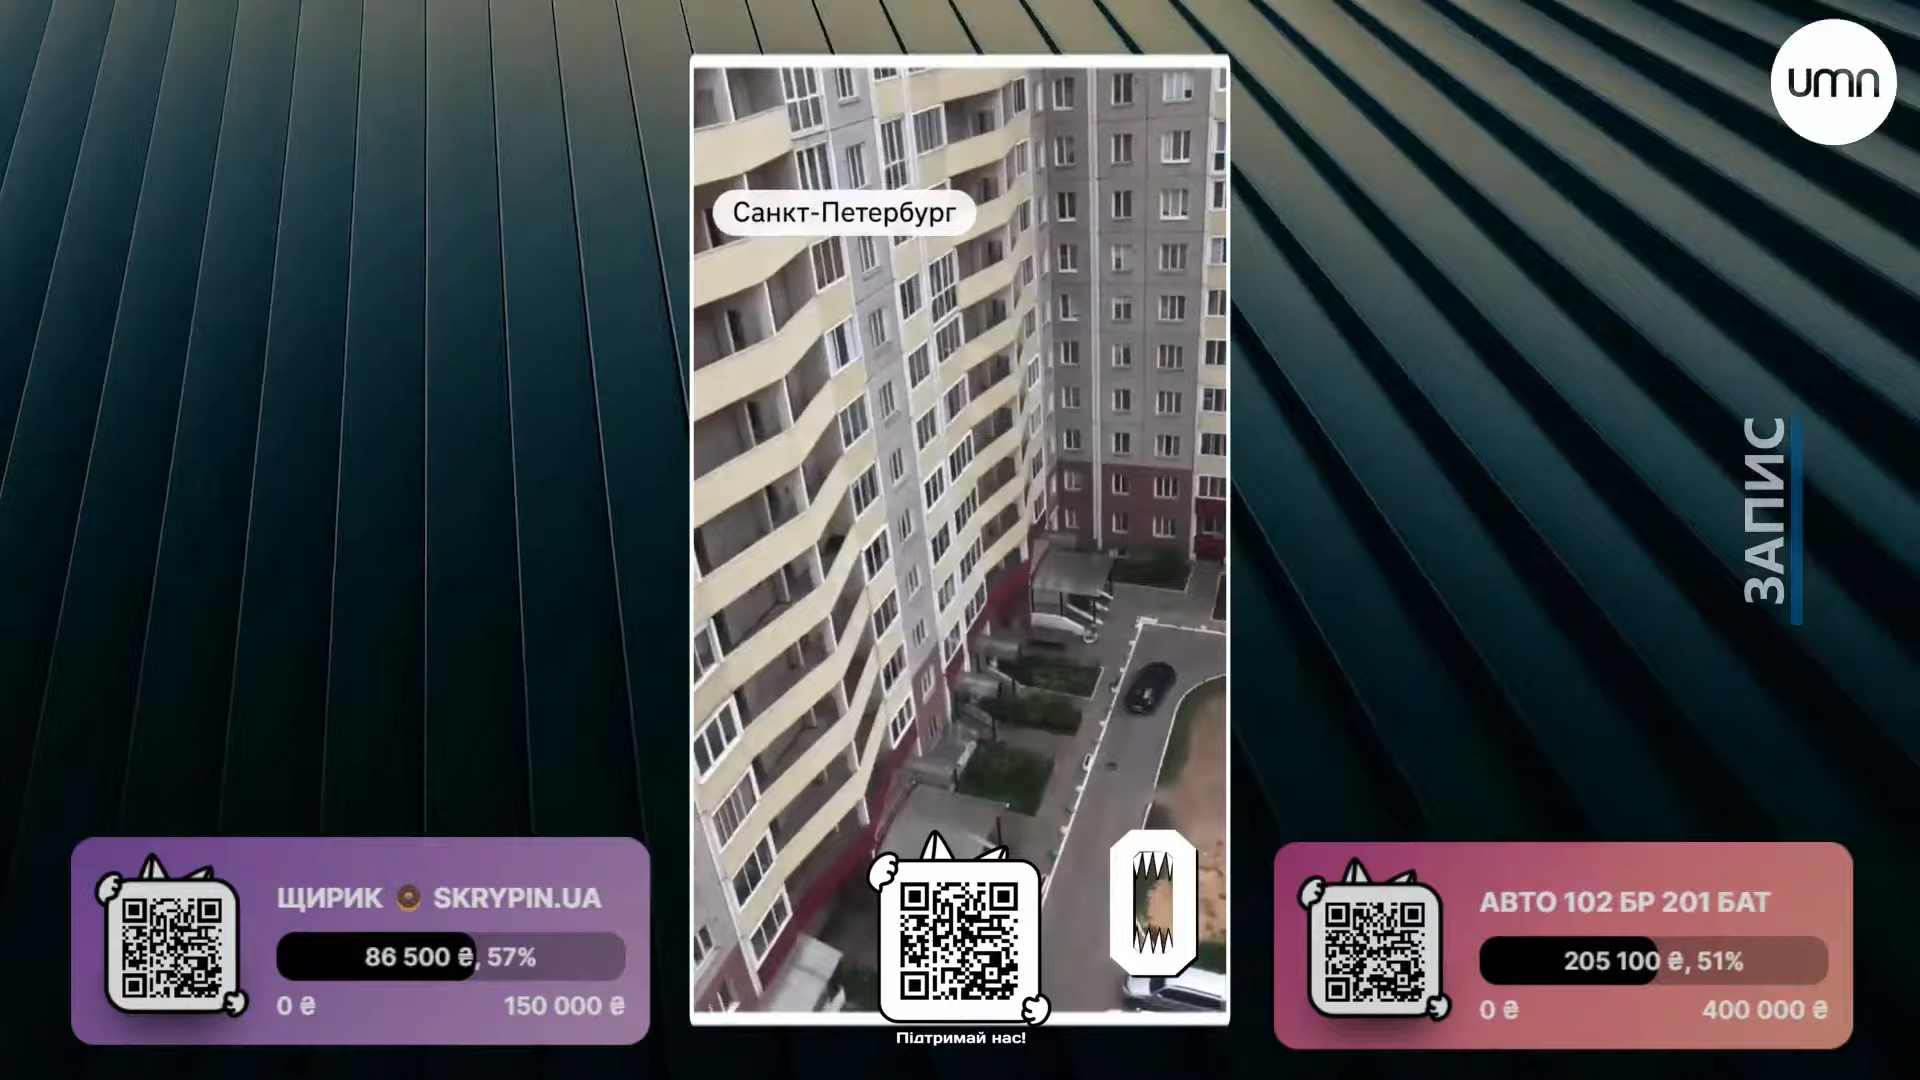 umn
Санкт-Петербург
ЗАПИС
ЩИРИК 🍩 SKRYPIN.UA
86 500 ₴, 57%
0 ₴
150 000 ₴
Підтримай нас!
АВТО 102 БР 201 БАТ
205 100 ₴, 51%
0 ₴
400 000 ₴